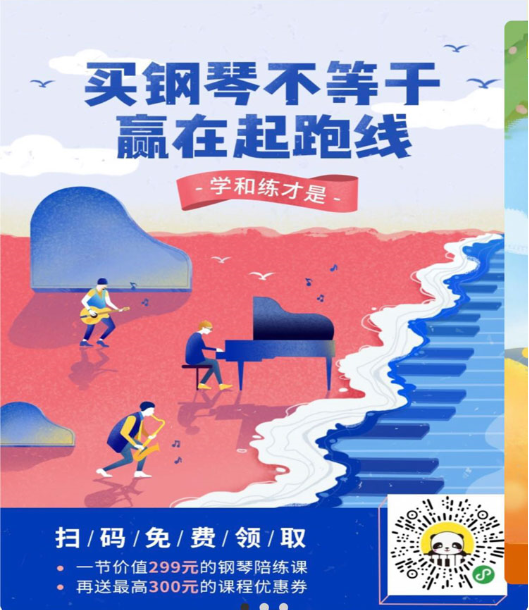 买钢琴不等于
赢在起跑线
- 学和练才是 -
扫/码/免/费/领/取
• 一节价值299元的钢琴陪练课
• 再送最高300元的课程优惠券